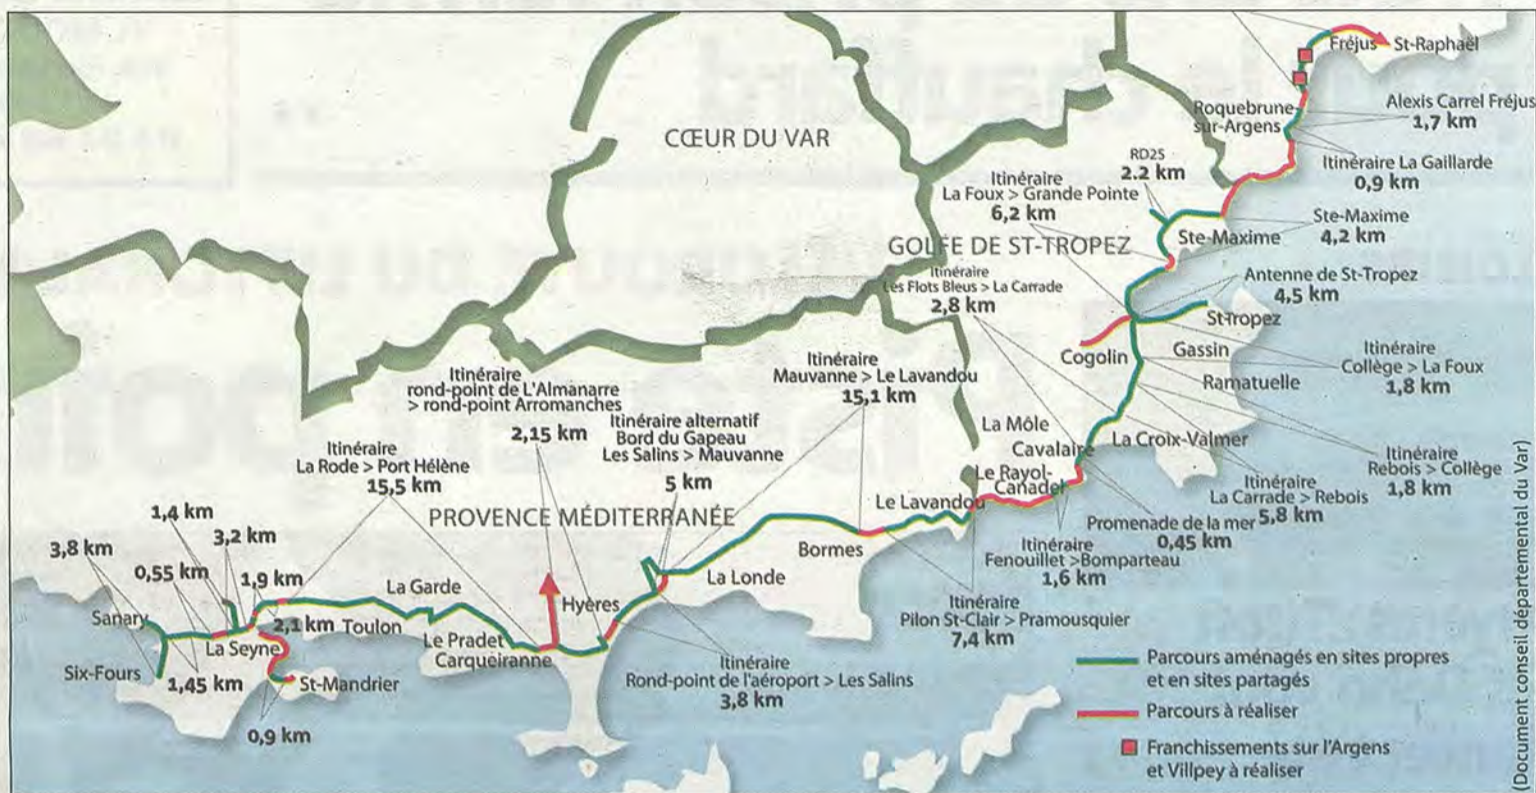 Fréjus
St-Raphaël
Alexis Carrel Fréjus
1,7 km
Roquebrune
sur-Argens
Itinéraire La Gaillarde
0,9 km
CŒUR DU VAR
RD25
2.2 km
Itinéraire
La Foux > Grande Pointe
6,2 km
Ste-Maxime
4,2 km
Ste-Maxime
GOLFE DE ST-TROPEZ
Antenne de St-Tropez
4,5 km
Itinéraire
Les Flots Bleus > La Carrade
2,8 km
St-Tropez
Cogolin
Gassin
Itinéraire
Collège > La Foux
1,8 km
Ramatuelle
Itinéraire
Mauvanne > Le Lavandou
15,1 km
Itinéraire
rond-point de L'Almanarre
> rond-point Arromanches
2,15 km
Itinéraire alternatif
Bord du Gapeau
Les Salins > Mauvanne
5 km
La Môle
Cavalaire
La Croix-Valmer
Itinéraire
La Rode > Port Hélène
15,5 km
Itinéraire
Rebois > Collège
1,8 km
Le Rayol-
Canadel
Itinéraire
La Carrade > Rebois
5,8 km
Le Lavandou
PROVENCE MÉDITERRANÉE
Promenade de la mer
0,45 km
1,4 km
3,2 km
3,8 km
0,55 km
1,9 km
Bormes
Itinéraire
Fenouillet >Bomparteau
1,6 km
La Londe
La Garde
Hyères
Itinéraire
Pilon St-Clair > Pramousquier
7,4 km
Sanary
2,1 km
Toulon
La Seyne
Le Pradet
Carqueiranne
Six-Fours
1,45 km
St-Mandrier
0,9 km
Itinéraire
Rond-point de l'aéroport > Les Salins
3,8 km
Parcours aménagés en sites propres
et en sites partagés
Parcours à réaliser
Franchissements sur l'Argens
et Villpey à réaliser
(Document conseil départemental du Var)